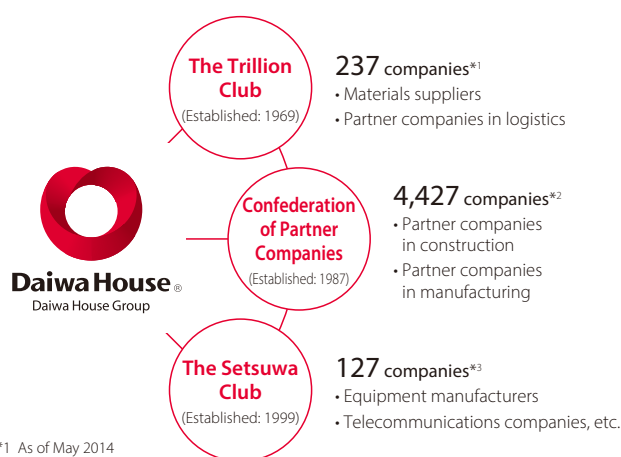 The Trillion
Club
(Established: 1969)
237 companies*1
• Materials suppliers
• Partner companies in logistics
Confederation
of Partner
Companies
(Established: 1987)
4,427 companies*2
• Partner companies
in construction
• Partner companies
in manufacturing
Daiwa House ®
Daiwa House Group
The Setsuwa
Club
(Established: 1999)
127 companies*3
• Equipment manufacturers
• Telecommunications companies, etc.
*1 As of May 2014